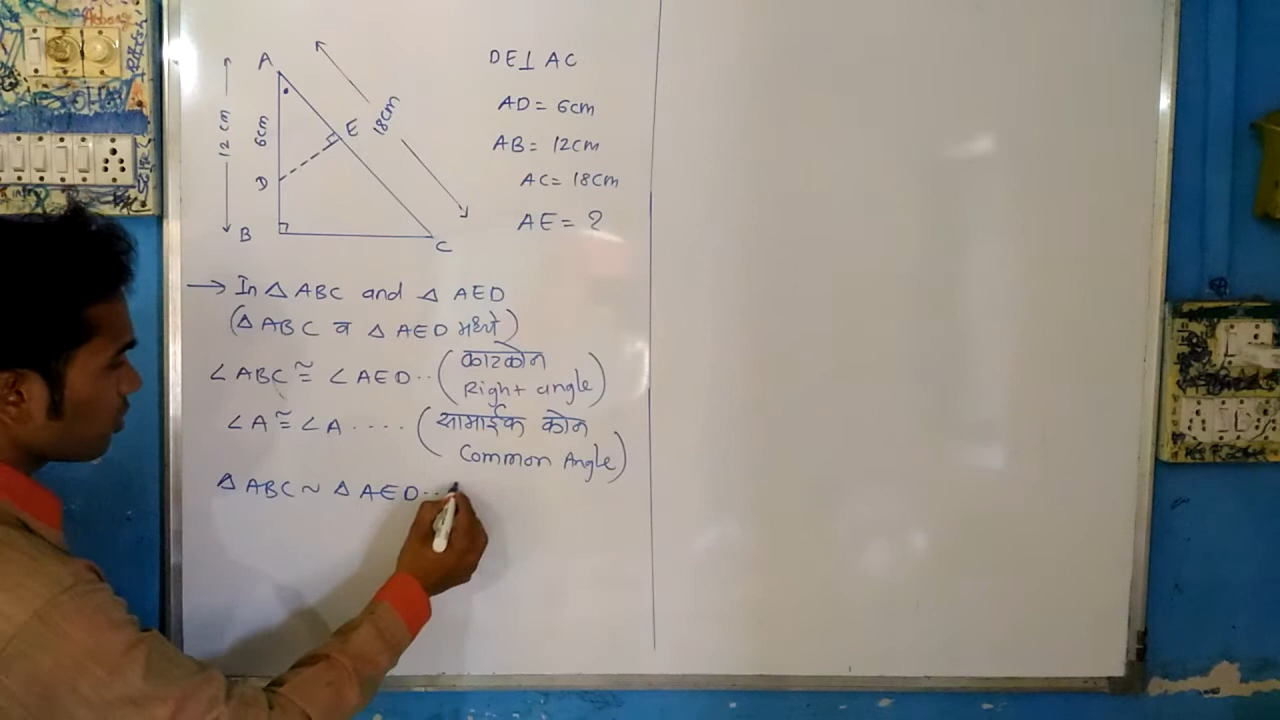 A
12 cm
6cm
18cm
E
D
B
C
DE⊥ AC
AD = 6cm
AB = 12cm
AC = 18cm
AE = ?
→ In △ ABC and △ AED
(△ ABC व △ AED मध्ये)
∠ABC ≅ ∠AED .. (काटकोन
Right angle)
∠A ≅ ∠A .... (सामाईक कोन
Common Angle)
△ ABC ~ △ AED ...